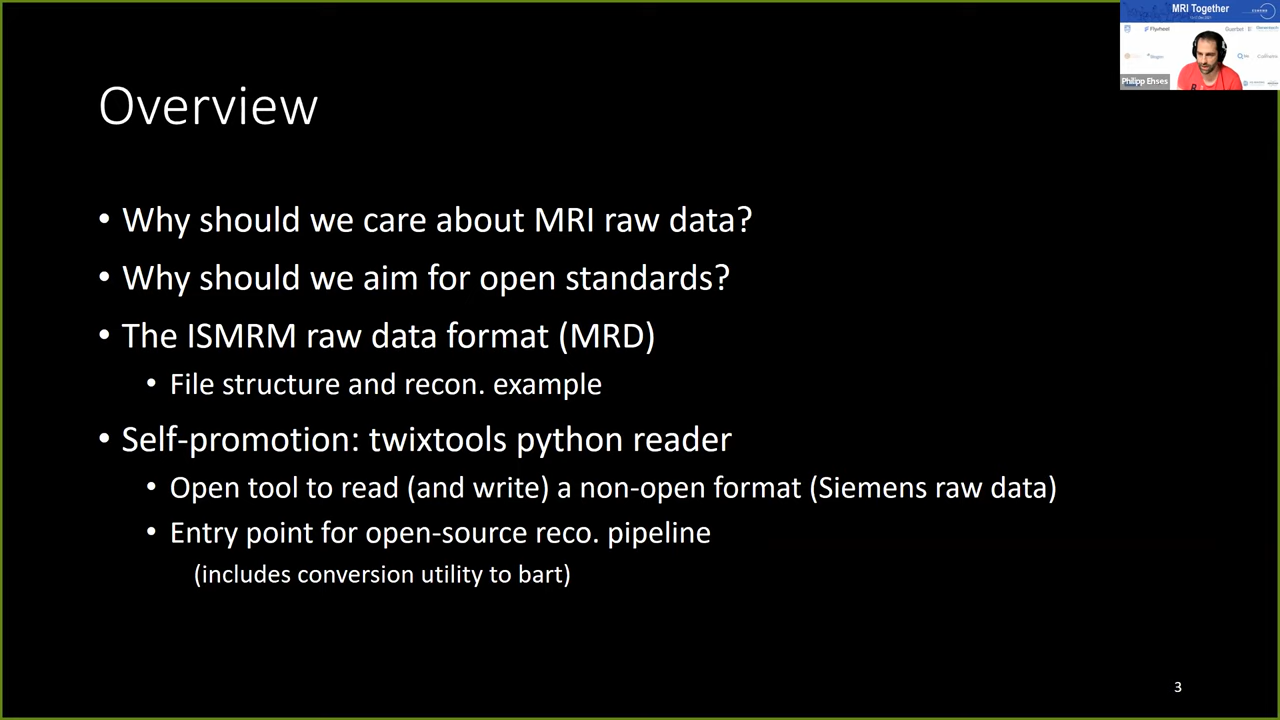 MRI Together
Flywheel
Philipp Ehses
Overview
• Why should we care about MRI raw data?
• Why should we aim for open standards?
• The ISMRM raw data format (MRD)
• File structure and recon. example
• Self-promotion: twixtools python reader
• Open tool to read (and write) a non-open format (Siemens raw data)
• Entry point for open-source reco. pipeline
(includes conversion utility to bart)
3